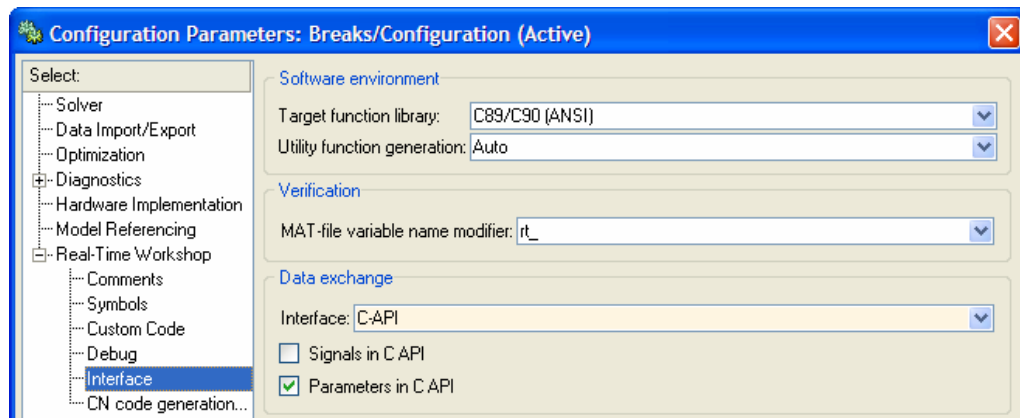 Configuration Parameters: Breaks/Configuration (Active)
Select:
Solver
Data Import/Export
Optimization
Diagnostics
Hardware Implementation
Model Referencing
Real-Time Workshop
Comments
Symbols
Custom Code
Debug
Interface
CN code generation...
Software environment
Target function library: C89/C90 (ANSI)
Utility function generation: Auto
Verification
MAT-file variable name modifier: rt_
Data exchange
Interface: C-API
Signals in C API
Parameters in C API